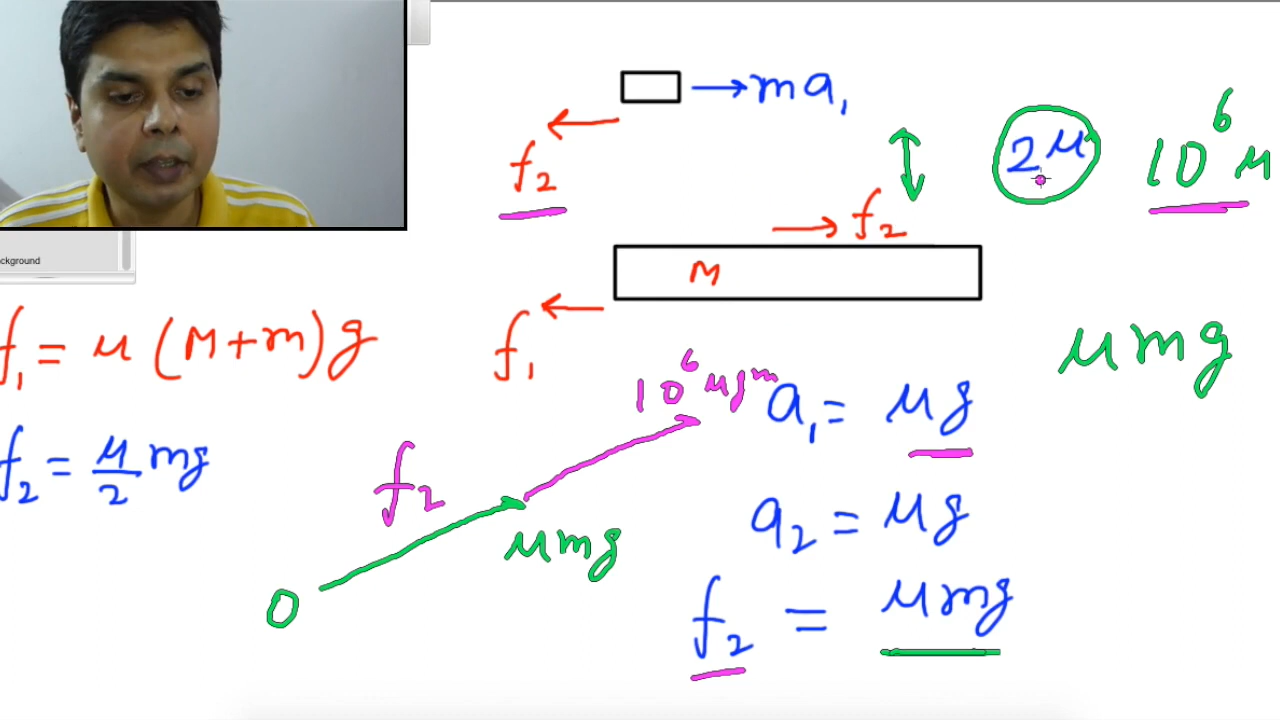 →ma₁
f₂
2μ
10⁶μ
→ f₂
ckground
M
f₁ = μ (M+m)g
f₁
μmg
10⁶μgm
a₁ = μg
f₂ = μ/2 mg
f₂
a₂ = μg
μmg
0
f₂ = μmg